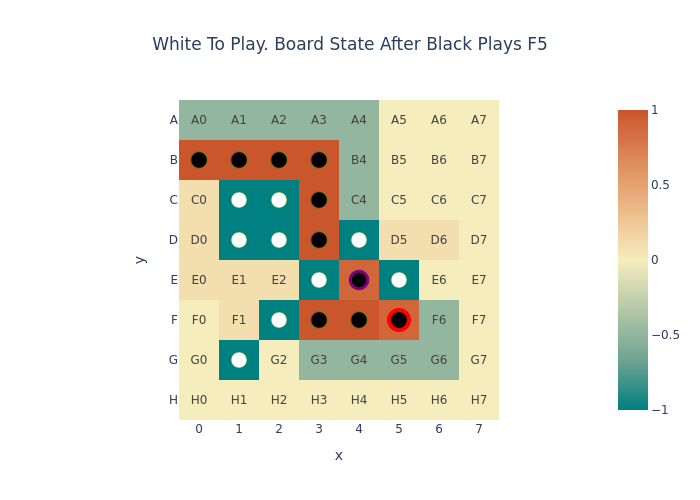 White To Play. Board State After Black Plays F5
A A0 A1 A2 A3 A4 A5 A6 A7
B B4 B5 B6 B7
C C0 C4 C5 C6 C7
D D0 D5 D6 D7
E E0 E1 E2 E6 E7
F F0 F1 F6 F7
G G0 G2 G3 G4 G5 G6 G7
H H0 H1 H2 H3 H4 H5 H6 H7
0 1 2 3 4 5 6 7
x
y
1
0.5
0
−0.5
−1